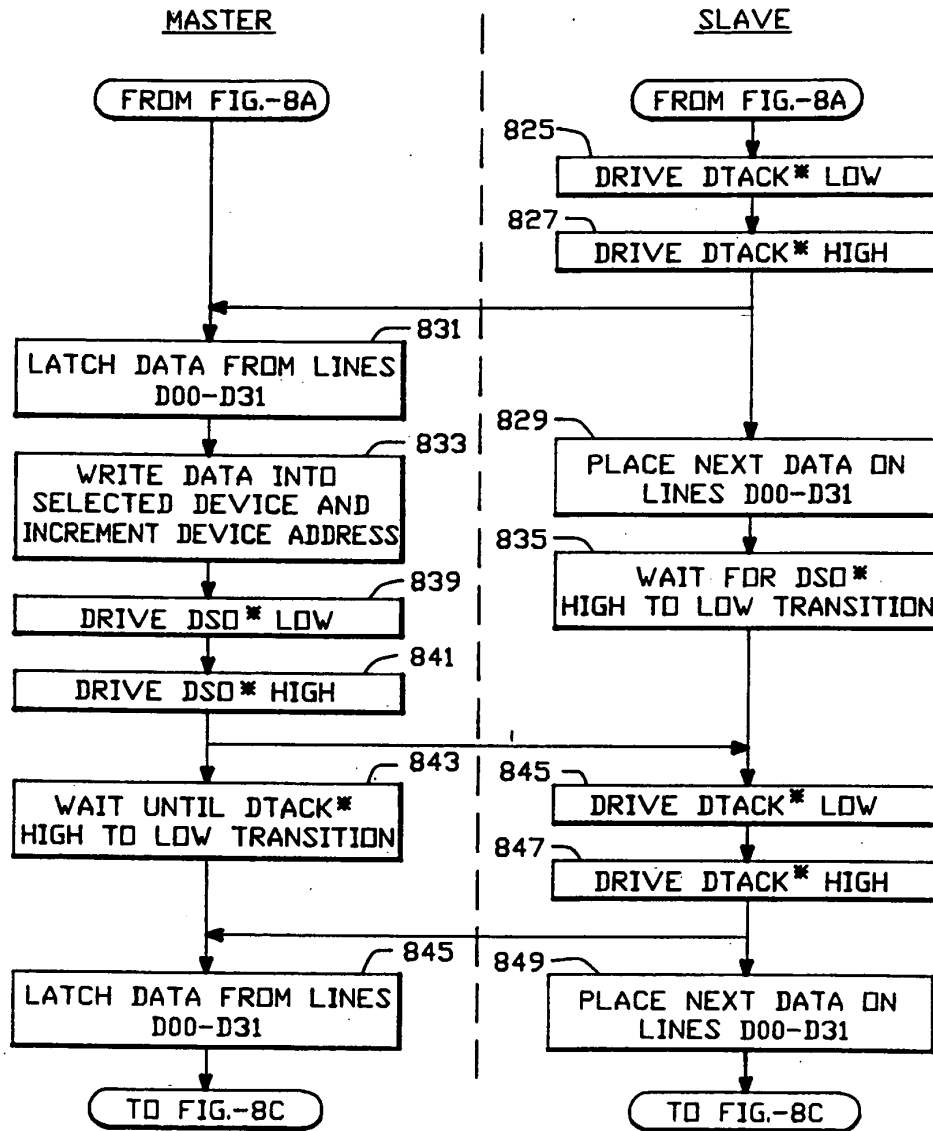 MASTER
SLAVE
FROM FIG.-8A
FROM FIG.-8A
825
DRIVE DTACK* LOW
827
DRIVE DTACK* HIGH
831
LATCH DATA FROM LINES
D00-D31
833
WRITE DATA INTO
SELECTED DEVICE AND
INCREMENT DEVICE ADDRESS
829
PLACE NEXT DATA ON
LINES D00-D31
835
WAIT FOR DSO*
HIGH TO LOW TRANSITION
839
DRIVE DSO* LOW
841
DRIVE DSO* HIGH
843
WAIT UNTIL DTACK*
HIGH TO LOW TRANSITION
845
DRIVE DTACK* LOW
847
DRIVE DTACK* HIGH
845
LATCH DATA FROM LINES
D00-D31
849
PLACE NEXT DATA ON
LINES D00-D31
TO FIG.-8C
TO FIG.-8C